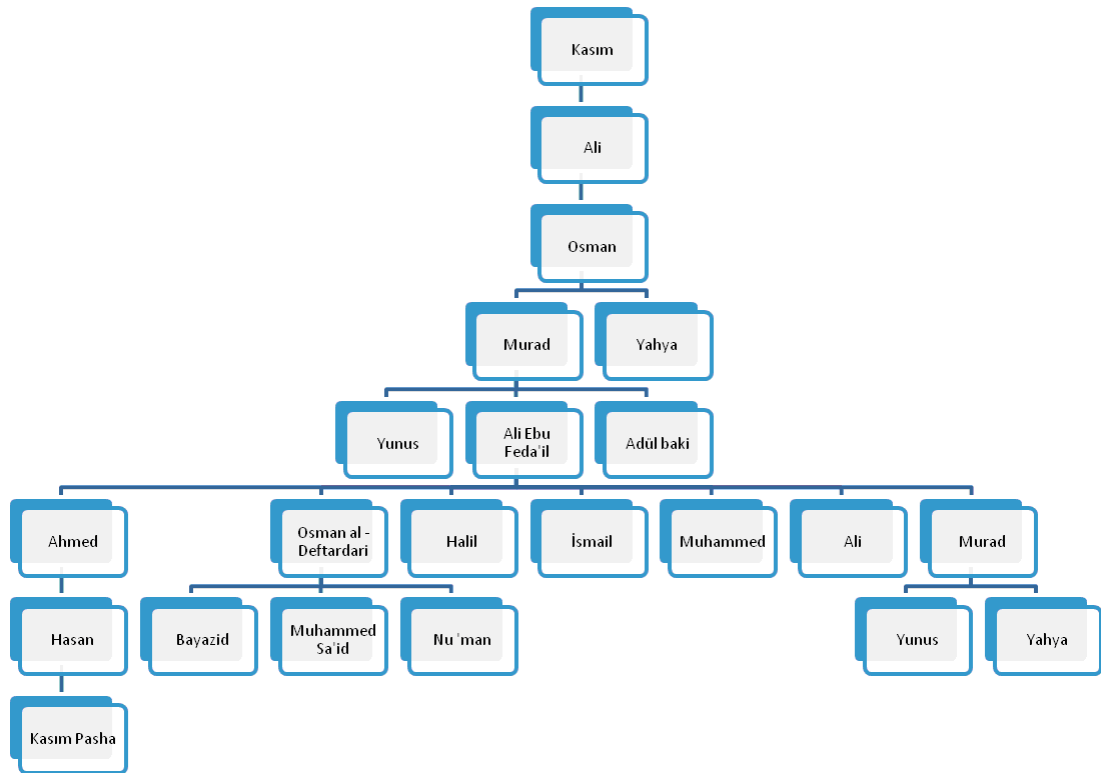 Kasım
Ali
Osman
Murad
Yahya
Yunus
Ali Ebu
Feda'il
Adül baki
Ahmed
Osman al -
Deftardari
Halil
İsmail
Muhammed
Ali
Murad
Hasan
Bayazid
Muhammed
Sa'id
Nu 'man
Yunus
Yahya
Kasım Pasha